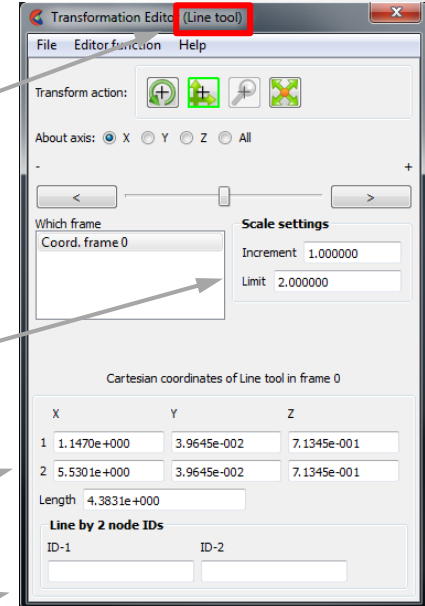 Transformation Editor (Line tool)
File Editor function Help
Transform action:
About axis: X Y Z All
- +
< >
Which frame Scale settings
Coord. frame 0
Increment 1.000000
Limit 2.000000
Cartesian coordinates of Line tool in frame 0
X Y Z
1 1.1470e+000 3.9645e-002 7.1345e-001
2 5.5301e+000 3.9645e-002 7.1345e-001
Length 4.3831e+000
Line by 2 node IDs
ID-1 ID-2